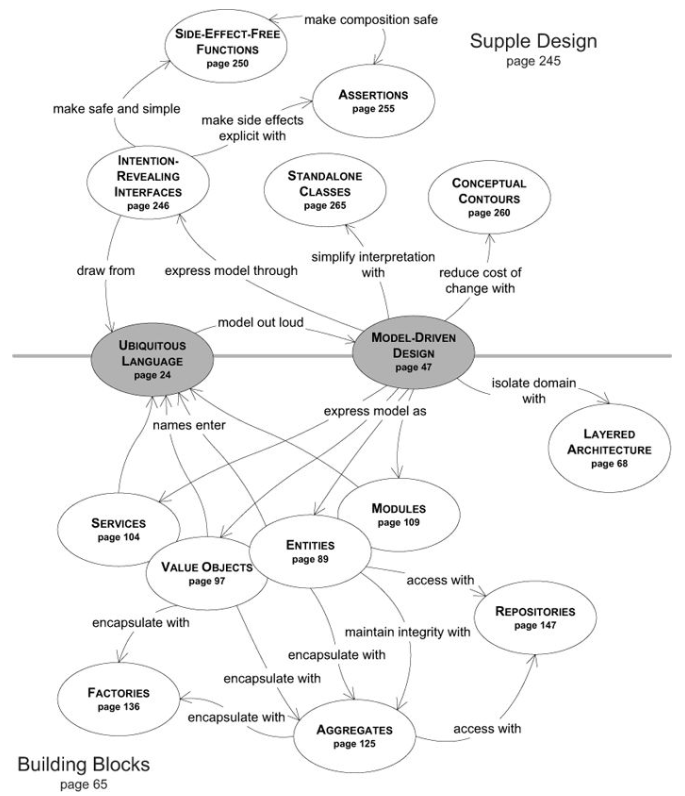 SIDE-EFFECT-FREE
FUNCTIONS
page 250
make composition safe
Supple Design
page 245
ASSERTIONS
page 255
make safe and simple
make side effects
explicit with
INTENTION-
REVEALING
INTERFACES
page 246
STANDALONE
CLASSES
page 265
CONCEPTUAL
CONTOURS
page 260
draw from
express model through
simplify interpretation
with
reduce cost of
change with
model out loud
UBIQUITOUS
LANGUAGE
page 24
MODEL-DRIVEN
DESIGN
page 47
isolate domain
with
names enter
express model as
LAYERED
ARCHITECTURE
page 68
SERVICES
page 104
MODULES
page 109
VALUE OBJECTS
page 97
ENTITIES
page 89
access with
REPOSITORIES
page 147
encapsulate with
maintain integrity with
encapsulate with
encapsulate with
FACTORIES
page 136
encapsulate with
AGGREGATES
page 125
access with
Building Blocks
page 65